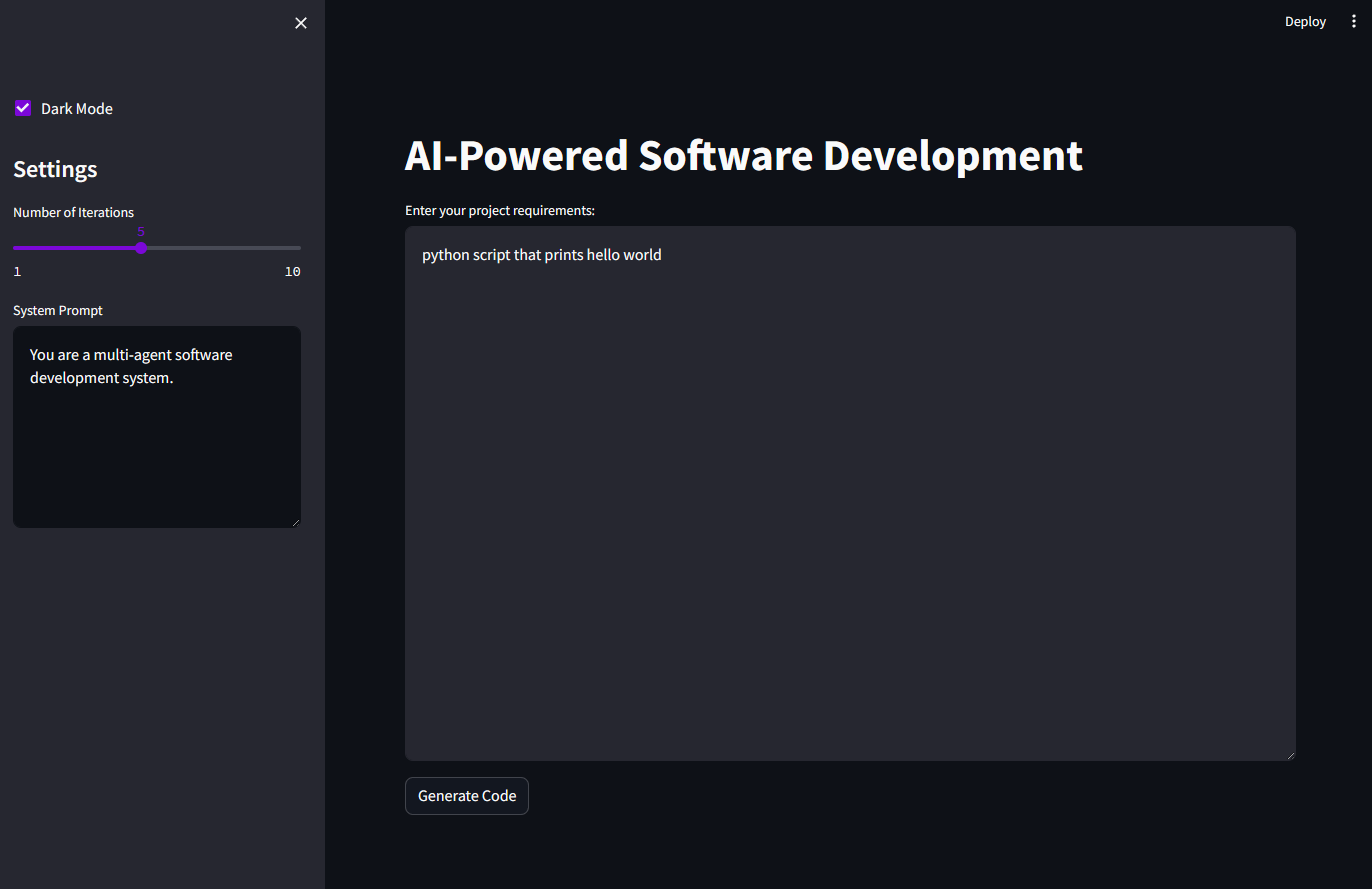 Deploy
Dark Mode
Settings
Number of Iterations
5
1
10
System Prompt
You are a multi-agent software
development system.
AI-Powered Software Development
Enter your project requirements:
python script that prints hello world
Generate Code